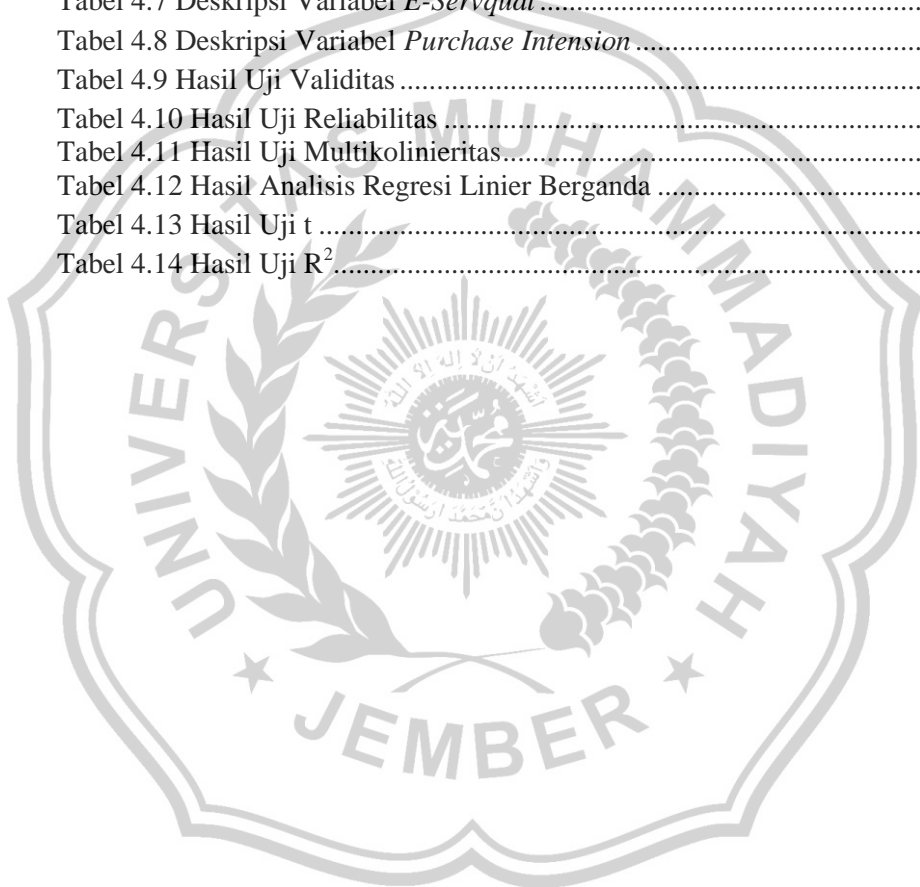 Tabel 4.7 Deskripsi Variabel E-Servqual ....................................................
Tabel 4.8 Deskripsi Variabel Purchase Intension ....................................................
Tabel 4.9 Hasil Uji Validitas ....................................................
Tabel 4.10 Hasil Uji Reliabilitas ....................................................
Tabel 4.11 Hasil Uji Multikolinieritas....................................................
Tabel 4.12 Hasil Analisis Regresi Linier Berganda ....................................................
Tabel 4.13 Hasil Uji t ....................................................
Tabel 4.14 Hasil Uji R²....................................................
UNIVERSITAS MUHAMMADIYAH
JEMBER